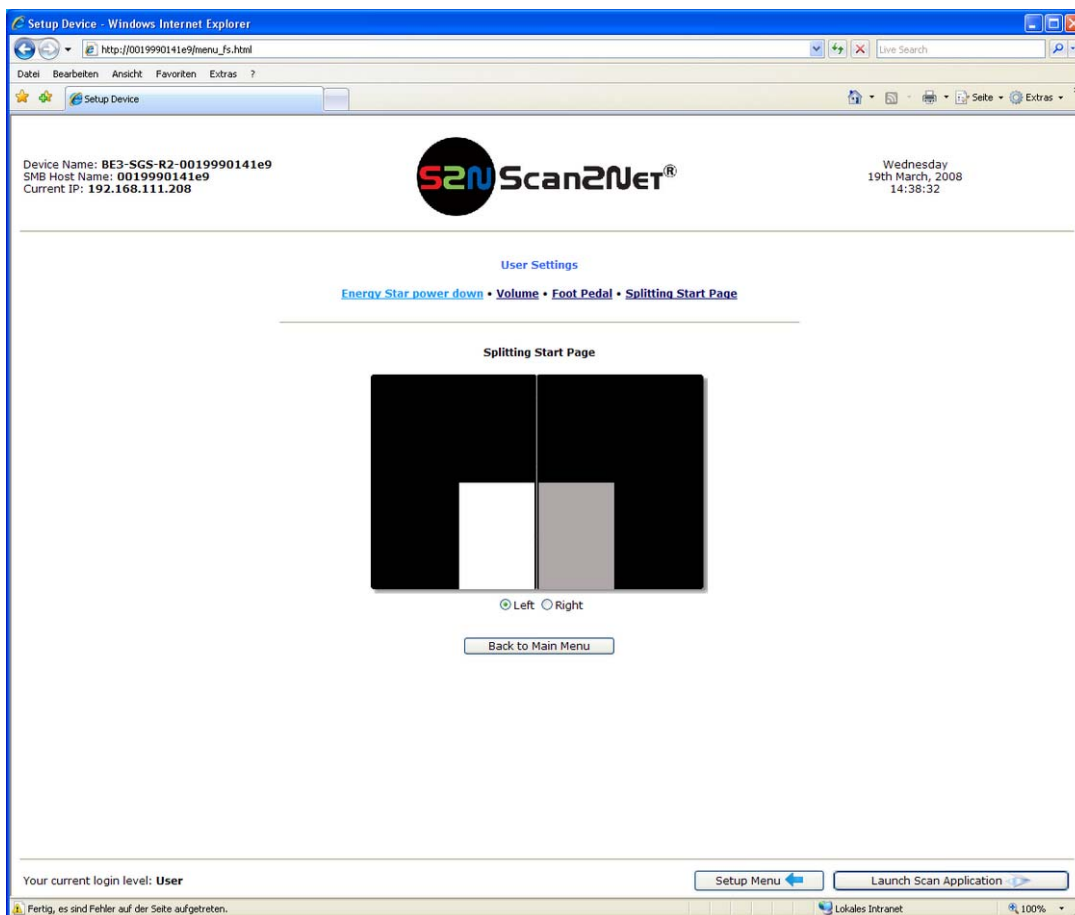 Setup Device - Windows Internet Explorer
http://0019990141e9/menu_fs.html
Live Search
Datei Bearbeiten Ansicht Favoriten Extras ?
Setup Device
Seite Extras
Device Name: BE3-SGS-R2-0019990141e9
SMB Host Name: 0019990141e9
Current IP: 192.168.111.208
S2N Scan2Net®
Wednesday
19th March, 2008
14:38:32
User Settings
Energy Star power down • Volume • Foot Pedal • Splitting Start Page
Splitting Start Page
Left Right
Back to Main Menu
Your current login level: User
Setup Menu
Launch Scan Application
Fertig, es sind Fehler auf der Seite aufgetreten.
Lokales Intranet
100%